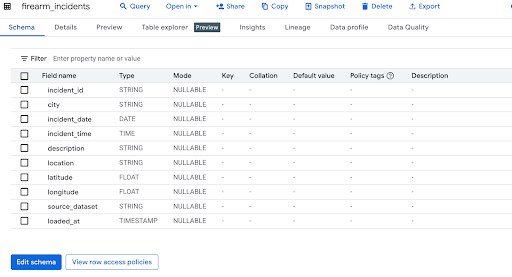 firearm_incidents Query Open in Share Copy Snapshot Delete Export
Schema Details Preview Table explorer Preview Insights Lineage Data profile Data Quality
Filter Enter property name or value
Field name Type Mode Key Collation Default value Policy tags Description
incident_id STRING NULLABLE - - - - -
city STRING NULLABLE - - - - -
incident_date DATE NULLABLE - - - - -
incident_time TIME NULLABLE - - - - -
description STRING NULLABLE - - - - -
location STRING NULLABLE - - - - -
latitude FLOAT NULLABLE - - - - -
longitude FLOAT NULLABLE - - - - -
source_dataset STRING NULLABLE - - - - -
loaded_at TIMESTAMP NULLABLE - - - - -
Edit schema View row access policies